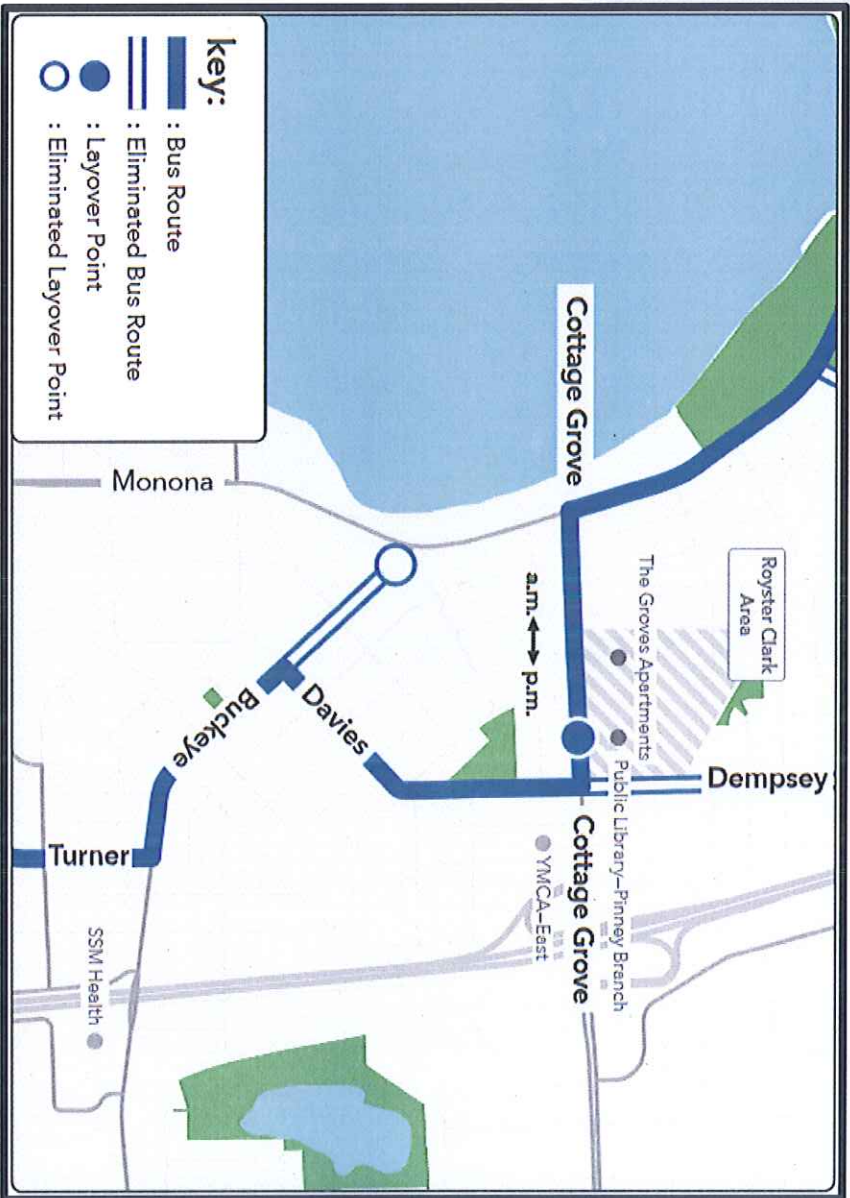 Royster Clark
Area
Dempsey
The Groves Apartments
Public Library–Pinney Branch
Cottage Grove
Cottage Grove
a.m.
p.m.
YMCA–East
Davies
Buckeye
Monona
Turner
SSM Health
key:
: Bus Route
: Eliminated Bus Route
: Layover Point
: Eliminated Layover Point